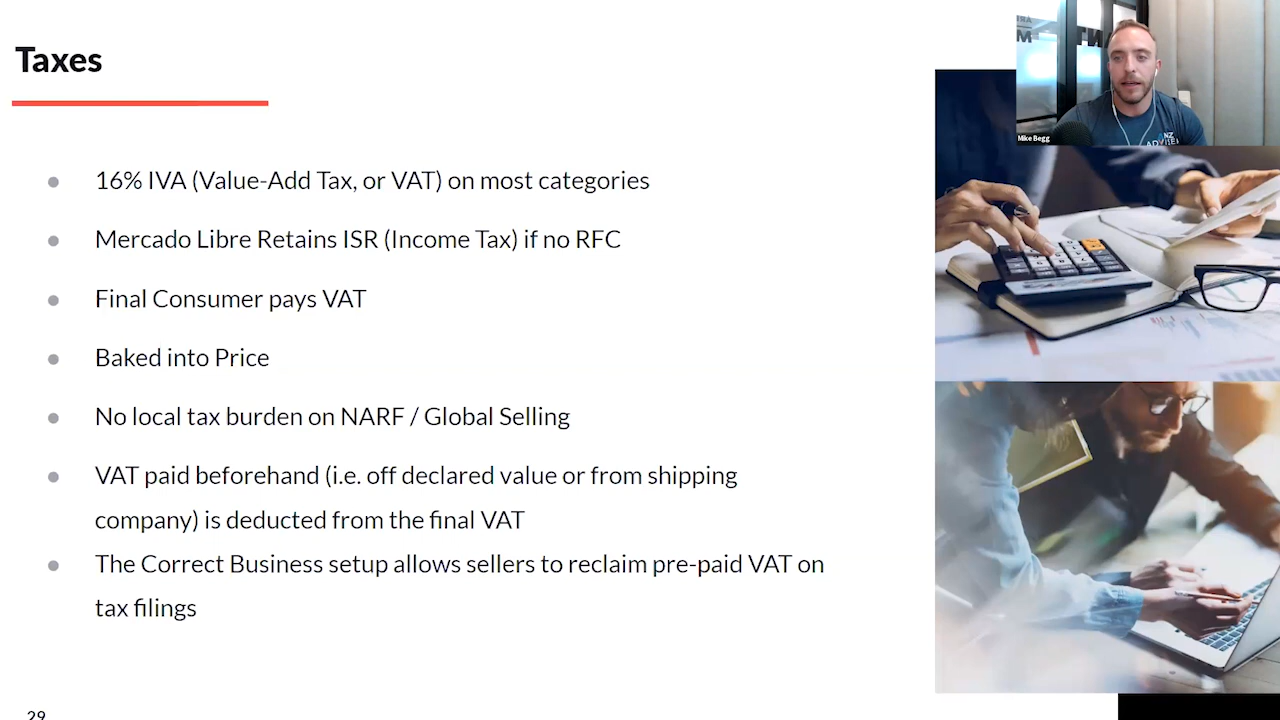 Taxes
16% IVA (Value-Add Tax, or VAT) on most categories
Mercado Libre Retains ISR (Income Tax) if no RFC
Final Consumer pays VAT
Baked into Price
No local tax burden on NARF / Global Selling
VAT paid beforehand (i.e. off declared value or from shipping
company) is deducted from the final VAT
The Correct Business setup allows sellers to reclaim pre-paid VAT on
tax filings
29
Mike Begg